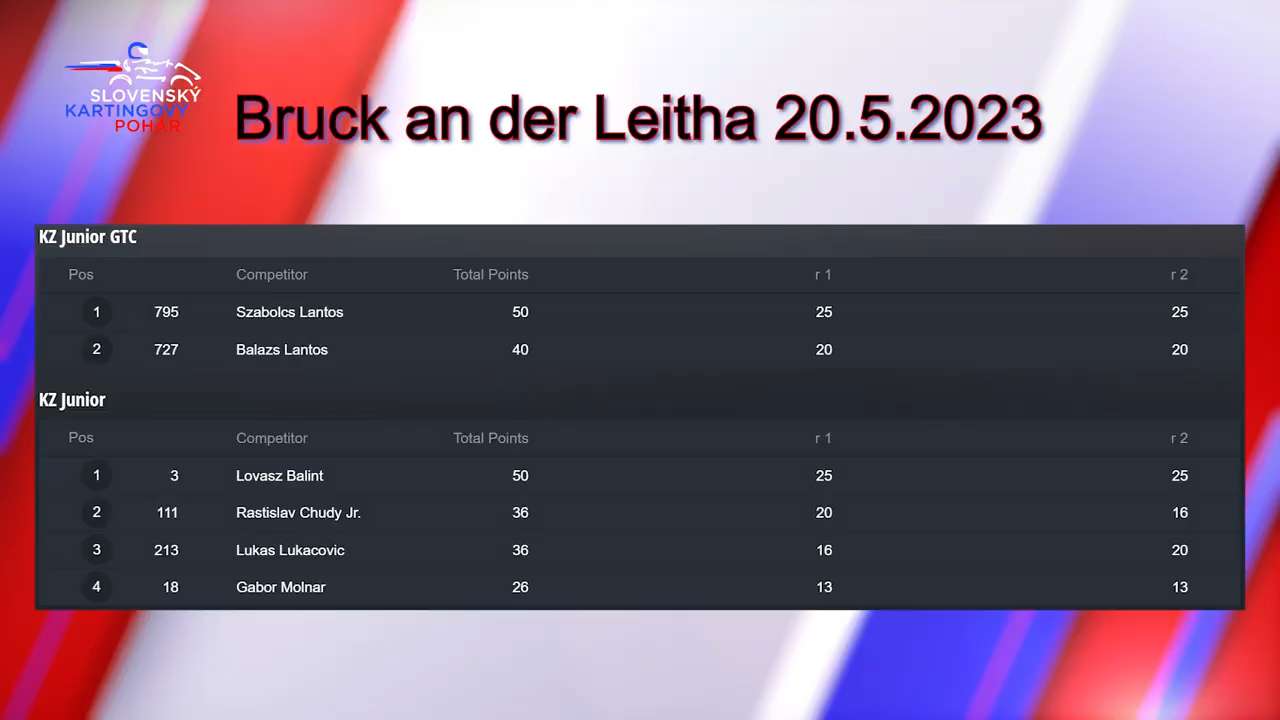 SLOVENSKÝ
KARTINGOVÝ
POHÁR
Bruck an der Leitha 20.5.2023
KZ Junior GTC
Pos Competitor Total Points r 1 r 2
1 795 Szabolcs Lantos 50 25 25
2 727 Balazs Lantos 40 20 20
KZ Junior
Pos Competitor Total Points r 1 r 2
1 3 Lovasz Balint 50 25 25
2 111 Rastislav Chudy Jr. 36 20 16
3 213 Lukas Lukacovic 36 16 20
4 18 Gabor Molnar 26 13 13